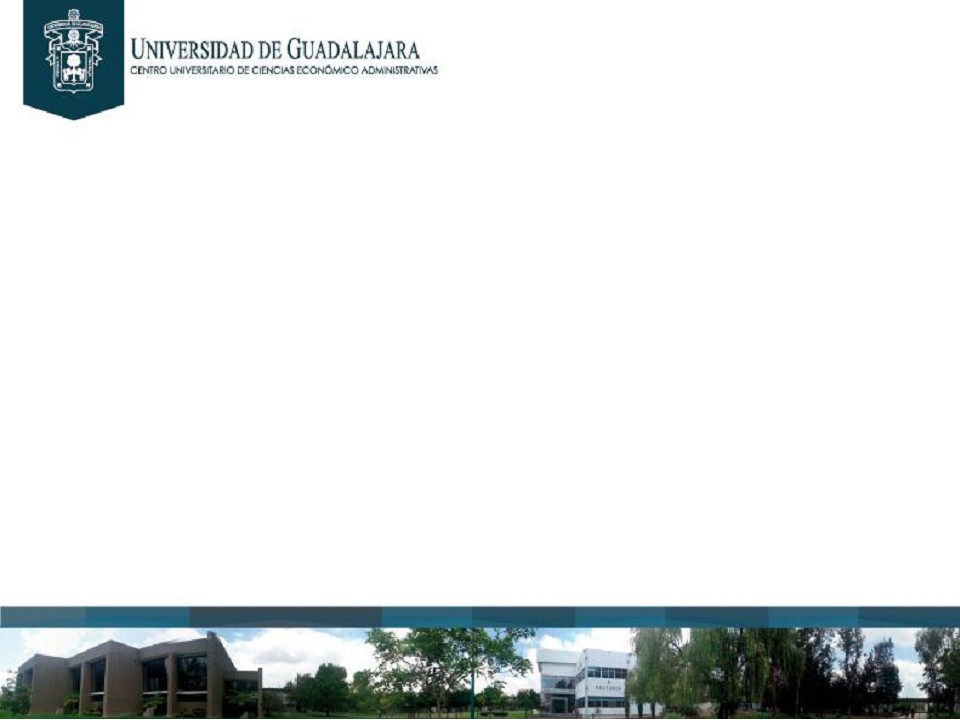 UNIVERSIDAD DE GUADALAJARA
CENTRO UNIVERSITARIO DE CIENCIAS ECONÓMICO ADMINISTRATIVAS